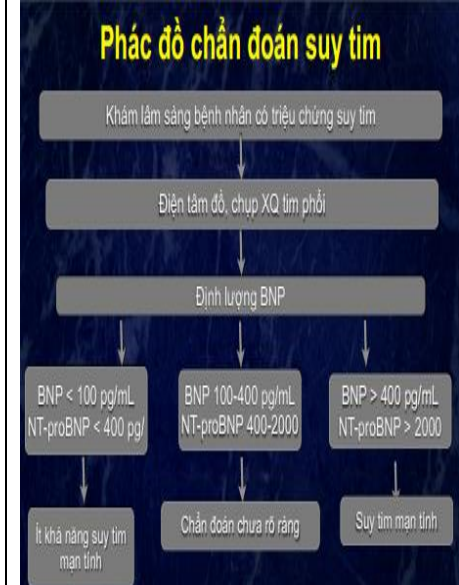 Phác đồ chẩn đoán suy tim
Khám lâm sàng bệnh nhân có triệu chứng suy tim
Điện tâm đồ, chụp XQ tim phổi
Định lượng BNP
BNP < 100 pg/mL
NT-proBNP < 400 pg/
BNP 100-400 pg/mL
NT-proBNP 400-2000
BNP > 400 pg/mL
NT-proBNP > 2000
Ít khả năng suy tim
mạn tính
Chẩn đoán chưa rõ ràng
Suy tim mạn tính